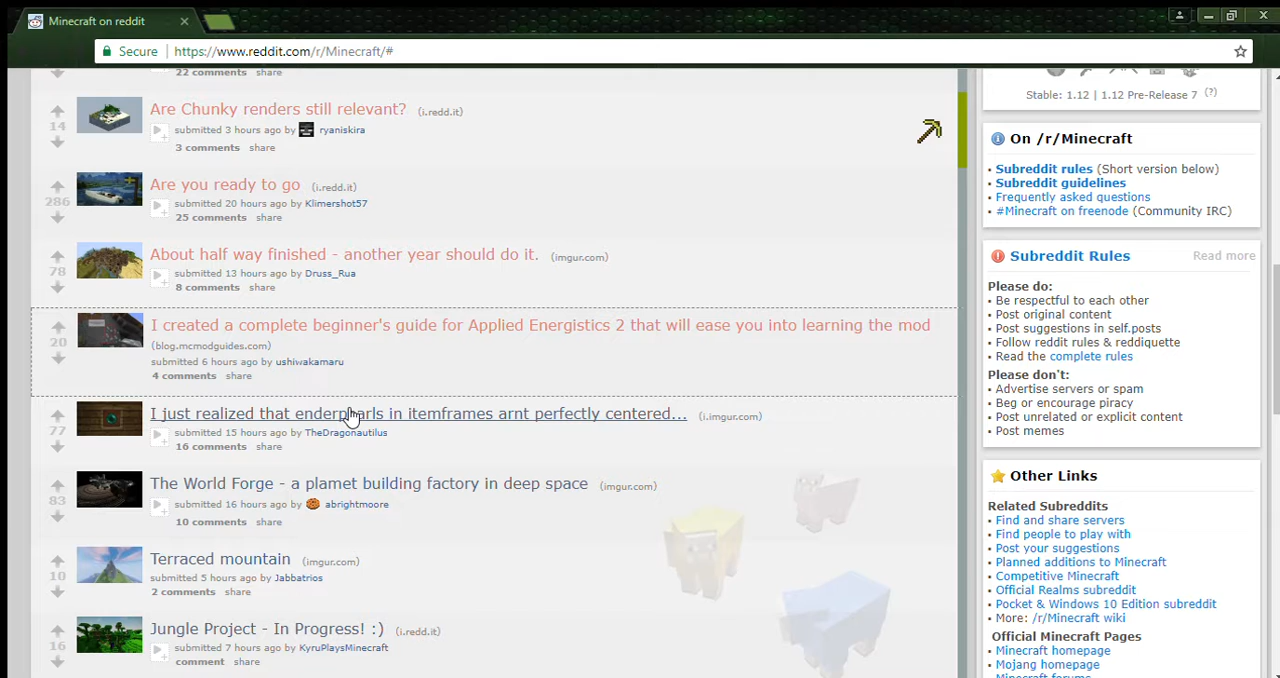 Minecraft on reddit
Secure https://www.reddit.com/r/Minecraft/#
22 comments share
Are Chunky renders still relevant? (i.redd.it)
14
submitted 3 hours ago by ryaniskira
3 comments share
Are you ready to go (i.redd.it)
286
submitted 20 hours ago by Klimershot57
25 comments share
About half way finished - another year should do it. (imgur.com)
78
submitted 13 hours ago by Druss_Rua
8 comments share
I created a complete beginner's guide for Applied Energistics 2 that will ease you into learning the mod
20
(blog.mcmodguides.com)
submitted 6 hours ago by ushiwakamaru
4 comments share
I just realized that enderpearls in itemframes arnt perfectly centered... (i.imgur.com)
77
submitted 15 hours ago by TheDragonautilus
16 comments share
The World Forge - a plamet building factory in deep space (imgur.com)
83
submitted 16 hours ago by abrightmoore
10 comments share
Terraced mountain (imgur.com)
10
submitted 5 hours ago by Jabbatrios
2 comments share
Jungle Project - In Progress! :) (i.redd.it)
16
submitted 7 hours ago by KyruPlaysMinecraft
comment share
Stable: 1.12 | 1.12 Pre-Release 7 (?)
On /r/Minecraft
• Subreddit rules (Short version below)
• Subreddit guidelines
• Frequently asked questions
• #Minecraft on freenode (Community IRC)
Subreddit Rules Read more
Please do:
• Be respectful to each other
• Post original content
• Post suggestions in self.posts
• Follow reddit rules & reddiquette
• Read the complete rules
Please don't:
• Advertise servers or spam
• Beg or encourage piracy
• Post unrelated or explicit content
• Post memes
Other Links
Related Subreddits
• Find and share servers
• Find people to play with
• Post your suggestions
• Planned additions to Minecraft
• Competitive Minecraft
• Official Realms subreddit
• Pocket & Windows 10 Edition subreddit
• More: /r/Minecraft wiki
Official Minecraft Pages
• Minecraft homepage
• Mojang homepage
• Minecraft forums